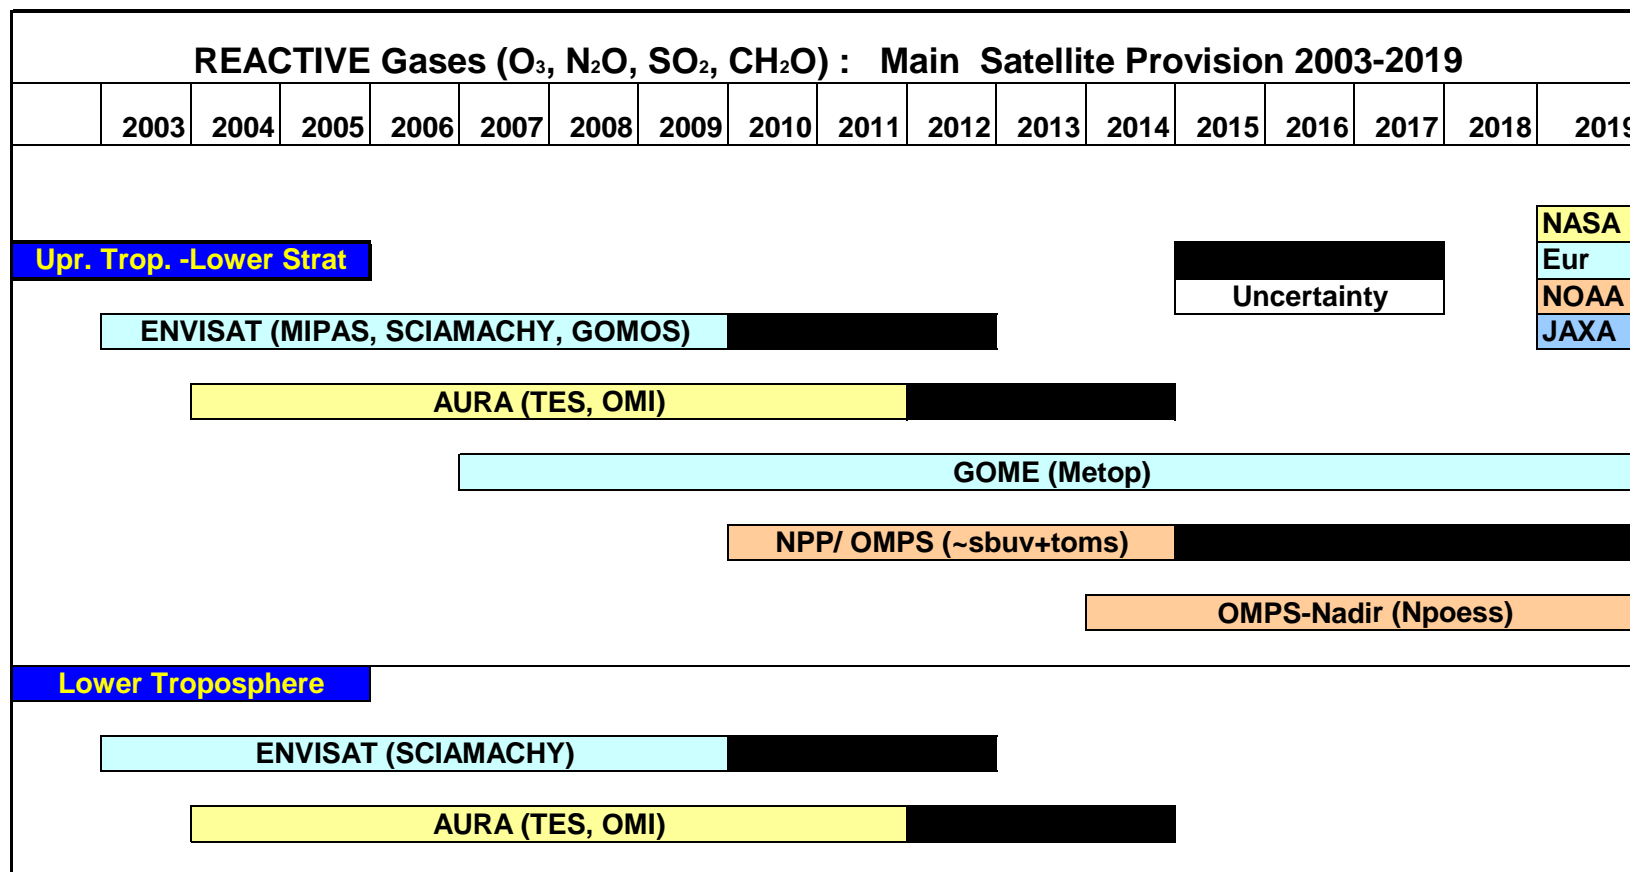 REACTIVE Gases (O₃, N₂O, SO₂, CH₂O) : Main Satellite Provision 2003-2019
2003 2004 2005 2006 2007 2008 2009 2010 2011 2012 2013 2014 2015 2016 2017 2018 2019
NASA
Upr. Trop. -Lower Strat
Eur
Uncertainty
NOAA
ENVISAT (MIPAS, SCIAMACHY, GOMOS)
JAXA
AURA (TES, OMI)
GOME (Metop)
NPP/ OMPS (~sbuv+toms)
OMPS-Nadir (Npoess)
Lower Troposphere
ENVISAT (SCIAMACHY)
AURA (TES, OMI)